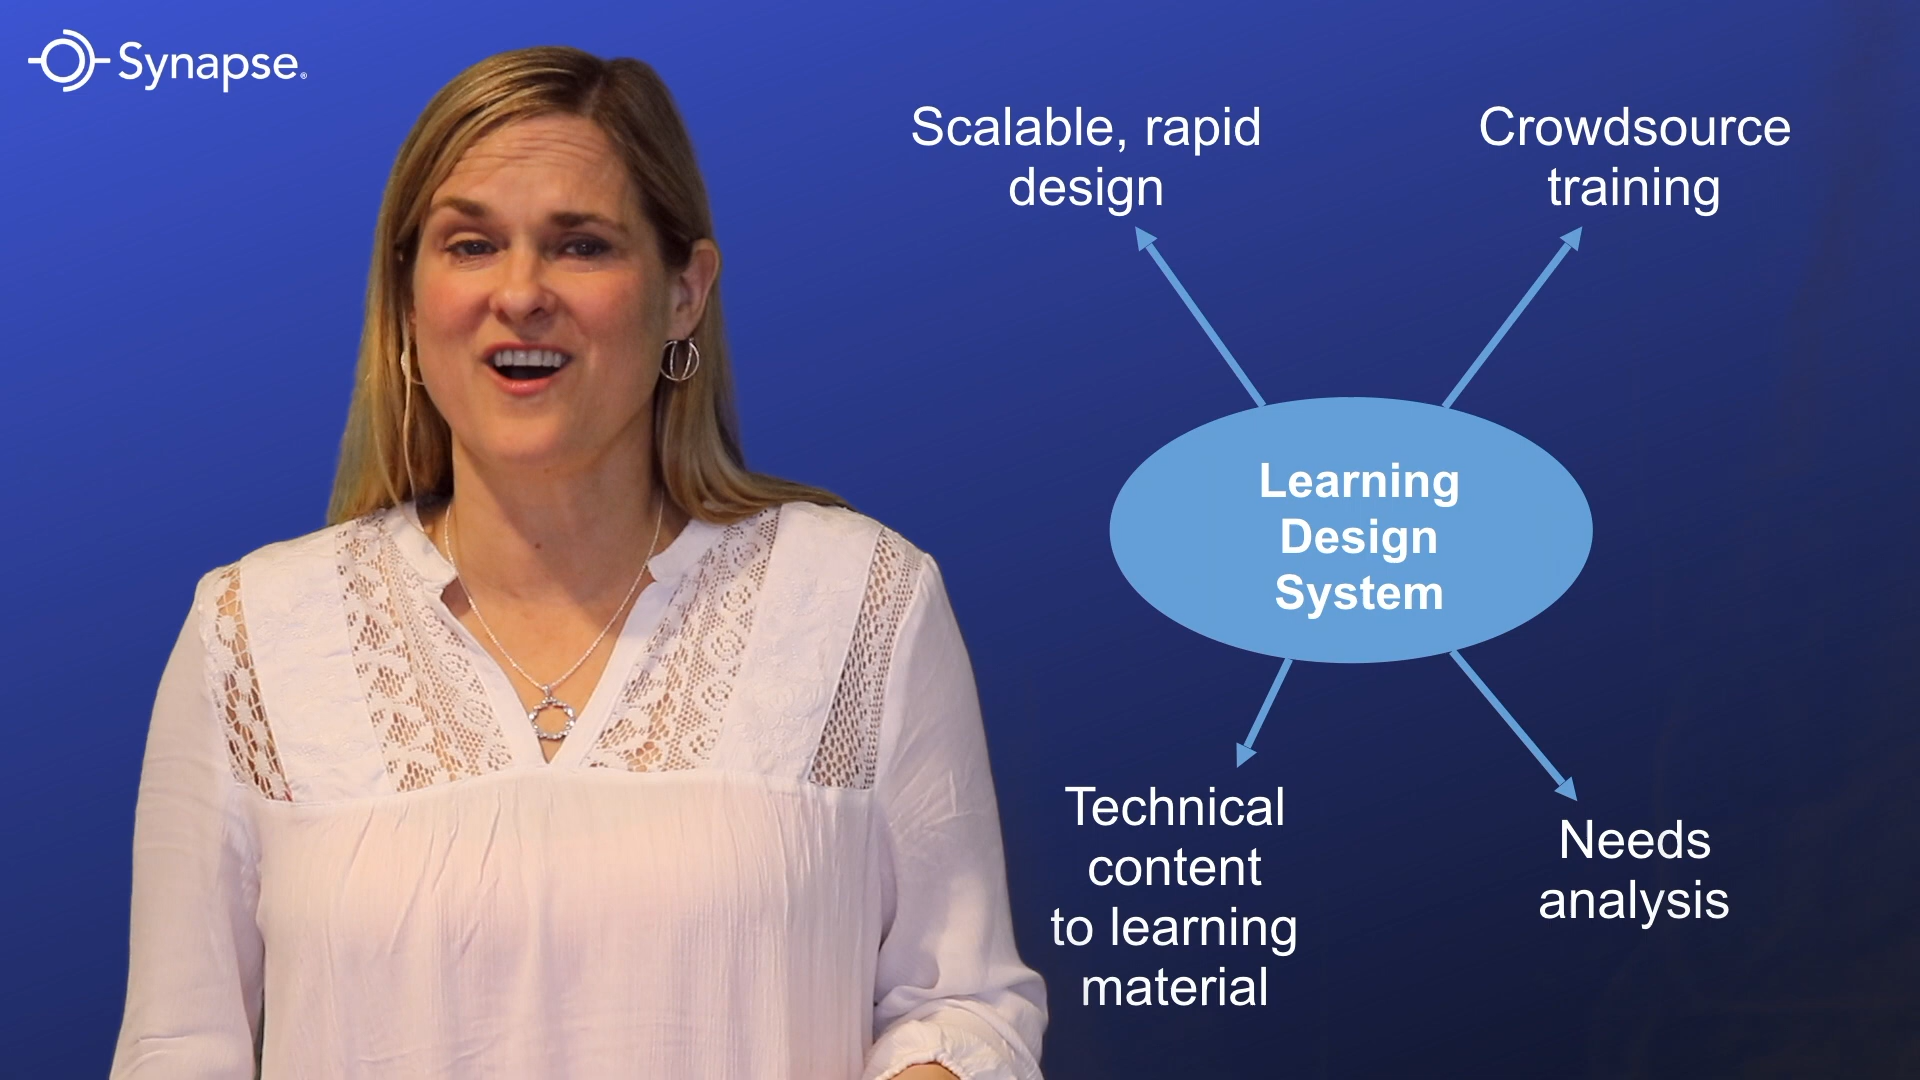 Synapse®
Scalable, rapid
design
Crowdsource
training
Learning
Design
System
Technical
content
to learning
material
Needs
analysis